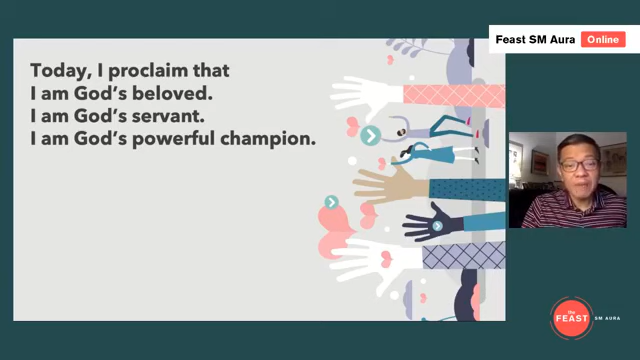 Feast SM Aura Online
Today, I proclaim that
I am God's beloved.
I am God's servant.
I am God's powerful champion.
the
FEAST SM AURA